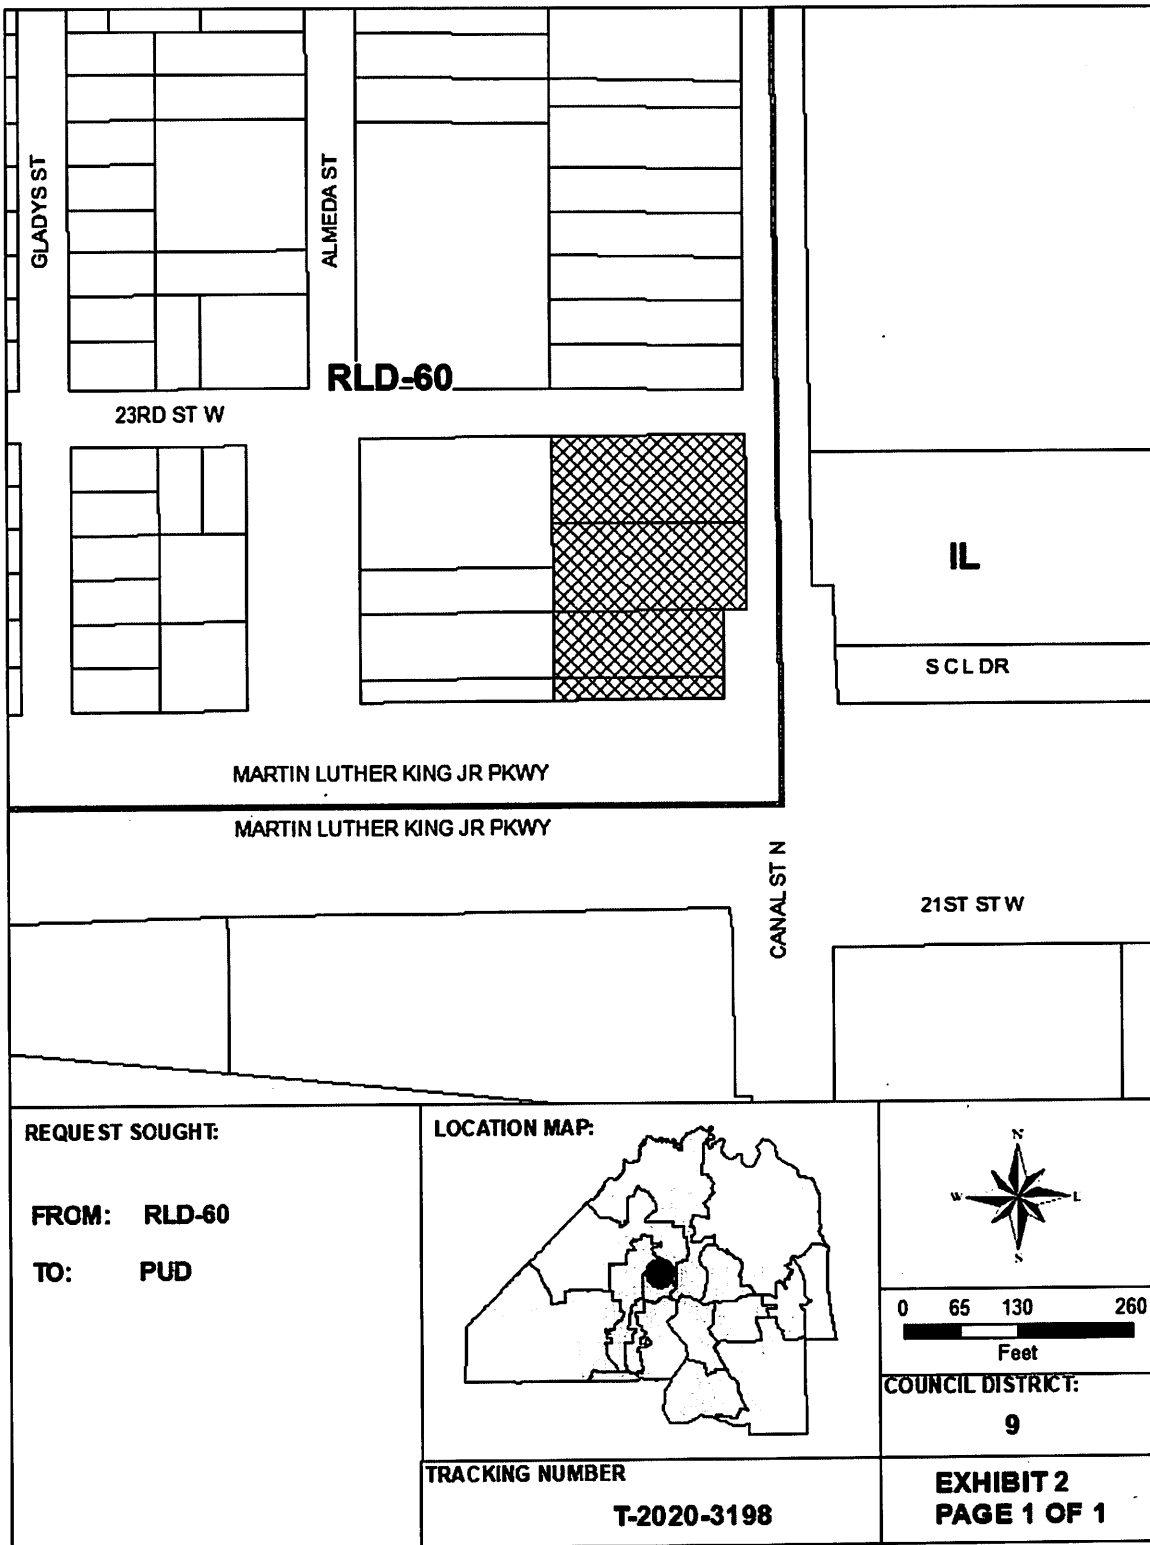 GLADYS ST
ALMEDA ST
RLD-60
23RD ST W
IL
S C L DR
MARTIN LUTHER KING JR PKWY
MARTIN LUTHER KING JR PKWY
CANAL ST N
21ST ST W
REQUEST SOUGHT:
FROM: RLD-60
TO: PUD
LOCATION MAP:
N
W
E
S
0 65 130 260
Feet
COUNCIL DISTRICT:
9
TRACKING NUMBER
T-2020-3198
EXHIBIT 2
PAGE 1 OF 1